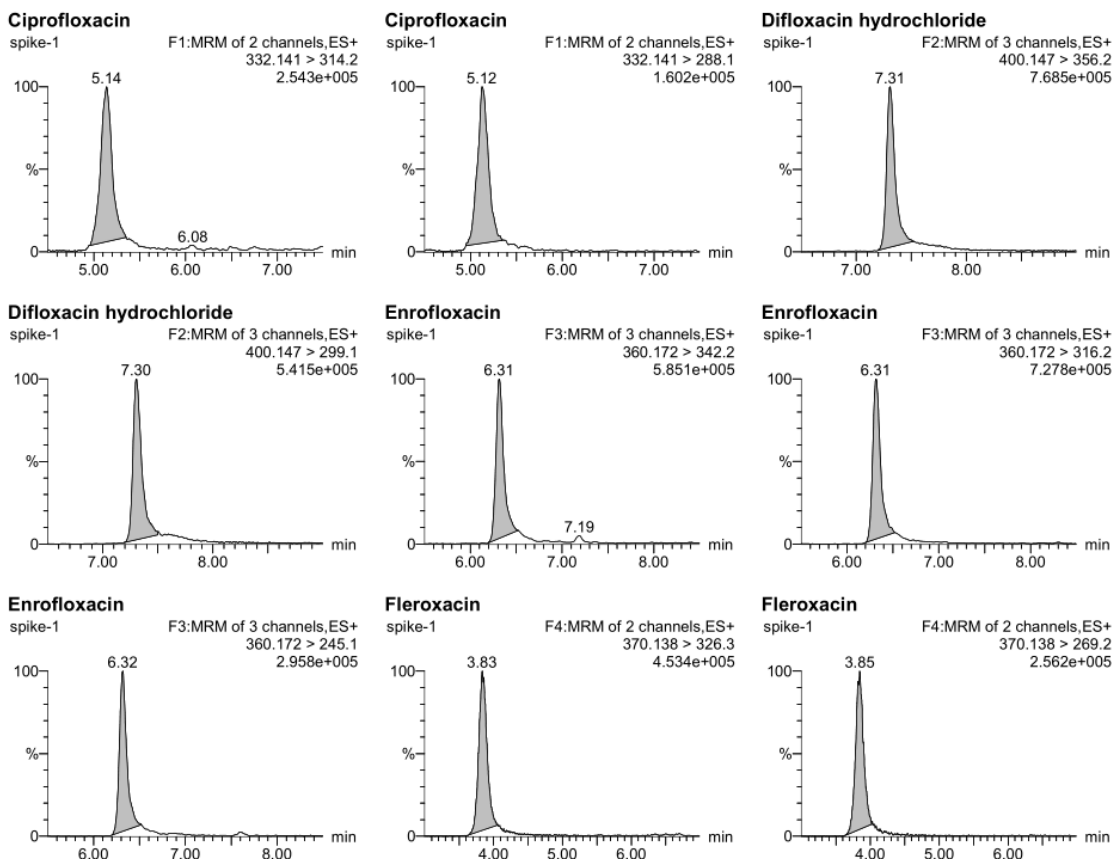 Ciprofloxacin
spike-1
F1:MRM of 2 channels,ES+
332.141 > 314.2
2.543e+005
5.14
100
%
6.08
0
min
5.00 6.00 7.00
Ciprofloxacin
spike-1
F1:MRM of 2 channels,ES+
332.141 > 288.1
1.602e+005
5.12
100
%
0
min
5.00 6.00 7.00
Difloxacin hydrochloride
spike-1
F2:MRM of 3 channels,ES+
400.147 > 356.2
7.685e+005
7.31
100
%
0
min
7.00 8.00
Difloxacin hydrochloride
spike-1
F2:MRM of 3 channels,ES+
400.147 > 299.1
5.415e+005
7.30
100
%
0
min
7.00 8.00
Enrofloxacin
spike-1
F3:MRM of 3 channels,ES+
360.172 > 342.2
5.851e+005
6.31
100
%
7.19
0
min
6.00 7.00 8.00
Enrofloxacin
spike-1
F3:MRM of 3 channels,ES+
360.172 > 316.2
7.278e+005
6.31
100
%
0
min
6.00 7.00 8.00
Enrofloxacin
spike-1
F3:MRM of 3 channels,ES+
360.172 > 245.1
2.958e+005
6.32
100
%
0
min
6.00 7.00 8.00
Fleroxacin
spike-1
F4:MRM of 2 channels,ES+
370.138 > 326.3
4.534e+005
3.83
100
%
0
min
4.00 5.00 6.00
Fleroxacin
spike-1
F4:MRM of 2 channels,ES+
370.138 > 269.2
2.562e+005
3.85
100
%
0
min
4.00 5.00 6.00